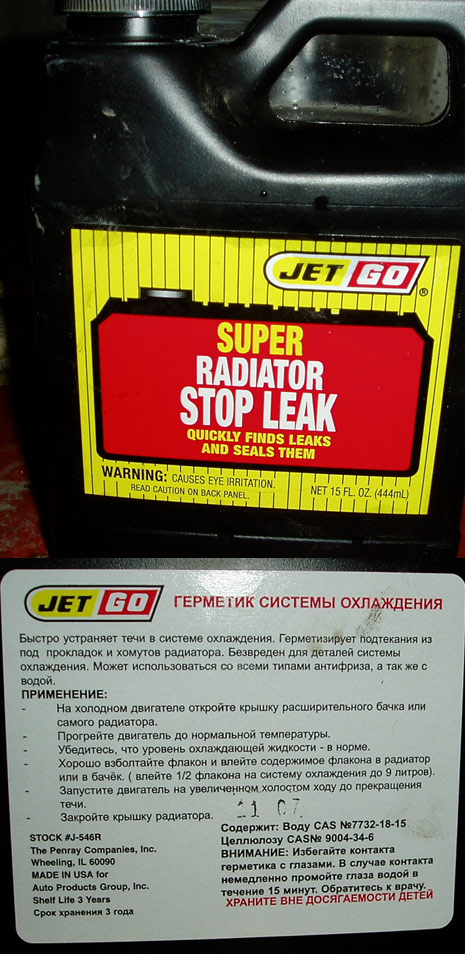 JET GO ®
SUPER
RADIATOR
STOP LEAK
QUICKLY FINDS LEAKS
AND SEALS THEM
WARNING: CAUSES EYE IRRITATION.
READ CAUTION ON BACK PANEL.
NET 15 FL. OZ. (444mL)
JET GO
ГЕРМЕТИК СИСТЕМЫ ОХЛАЖДЕНИЯ
Быстро устраняет течи в системе охлаждения. Герметизирует подтекания из
под прокладок и хомутов радиатора. Безвреден для деталей системы
охлаждения. Может использоваться со всеми типами антифриза, а так же с
водой.
ПРИМЕНЕНИЕ:
- На холодном двигателе откройте крышку расширительного бачка или
самого радиатора.
- Прогрейте двигатель до нормальной температуры.
- Убедитесь, что уровень охлаждающей жидкости - в норме.
- Хорошо взболтайте флакон и влейте содержимое флакона в радиатор
или в бачёк. ( влейте 1/2 флакона на систему охлаждения до 9 литров).
- Запустите двигатель на увеличенном холостом ходу до прекращения
течи.
- Закройте крышку радиатора.
11 07
STOCK #J-546R
The Penray Companies, Inc.
Wheeling, IL 60090
MADE IN USA for
Auto Products Group, Inc.
Shelf Life 3 Years
Срок хранения 3 года
Содержит: Воду CAS №7732-18-15
Целлюлозу CAS№ 9004-34-6
ВНИМАНИЕ: Избегайте контакта
герметика с глазами. В случае контакта
немедленно промойте глаза водой в
течение 15 минут. Обратитесь к врачу.
ХРАНИТЕ ВНЕ ДОСЯГАЕМОСТИ ДЕТЕЙ